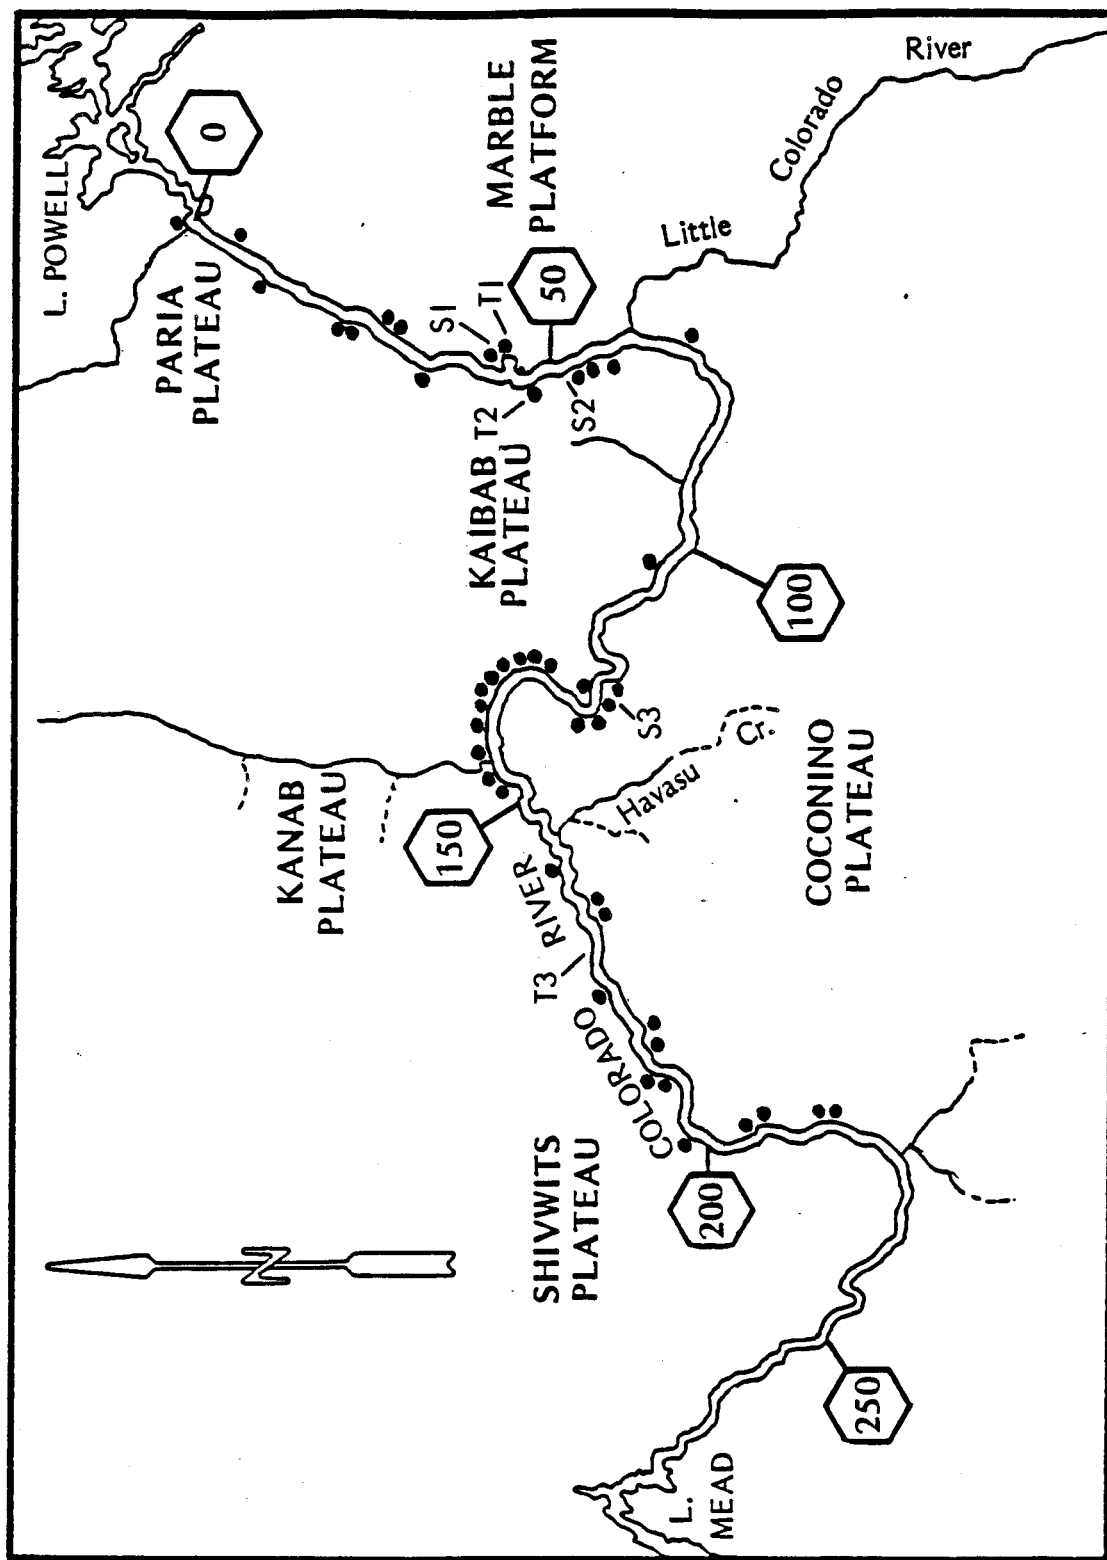 L. POWELL
0
PARIA
PLATEAU
MARBLE
PLATFORM
River
Colorado
Little
S1
T1
50
T2
S2
KAIBAB
PLATEAU
100
S3
KANAB
PLATEAU
150
Havasu
Cr.
COCONINO
PLATEAU
COLORADO RIVER
T3
SHIVWITS
PLATEAU
200
N
250
L.
MEAD